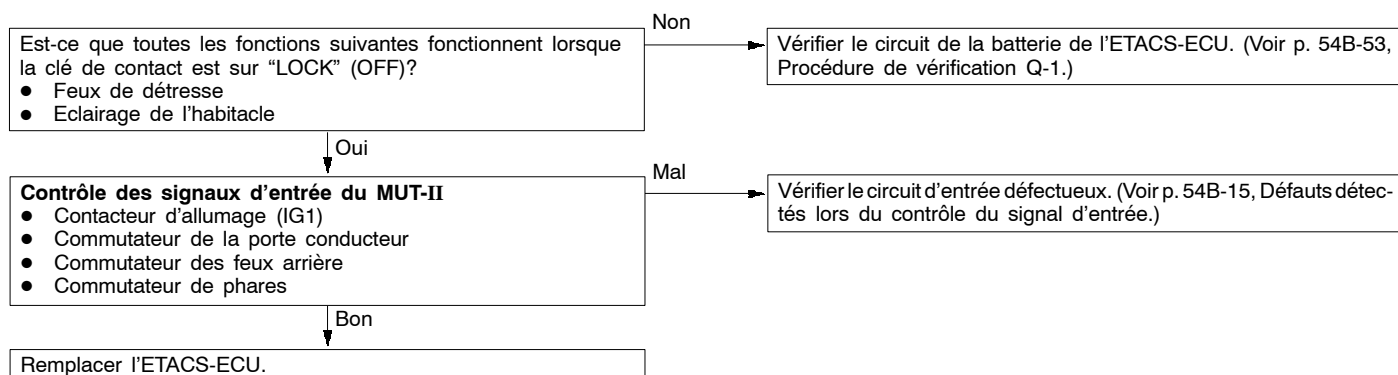 Est-ce que toutes les fonctions suivantes fonctionnent lorsque
la clé de contact est sur “LOCK” (OFF)?
● Feux de détresse
● Eclairage de l’habitacle
Non
Vérifier le circuit de la batterie de l’ETACS-ECU. (Voir p. 54B-53,
Procédure de vérification Q-1.)
Oui
Contrôle des signaux d’entrée du MUT-II
● Contacteur d’allumage (IG1)
● Commutateur de la porte conducteur
● Commutateur des feux arrière
● Commutateur de phares
Mal
Vérifier le circuit d’entrée défectueux. (Voir p. 54B-15, Défauts détec-
tés lors du contrôle du signal d’entrée.)
Bon
Remplacer l’ETACS-ECU.